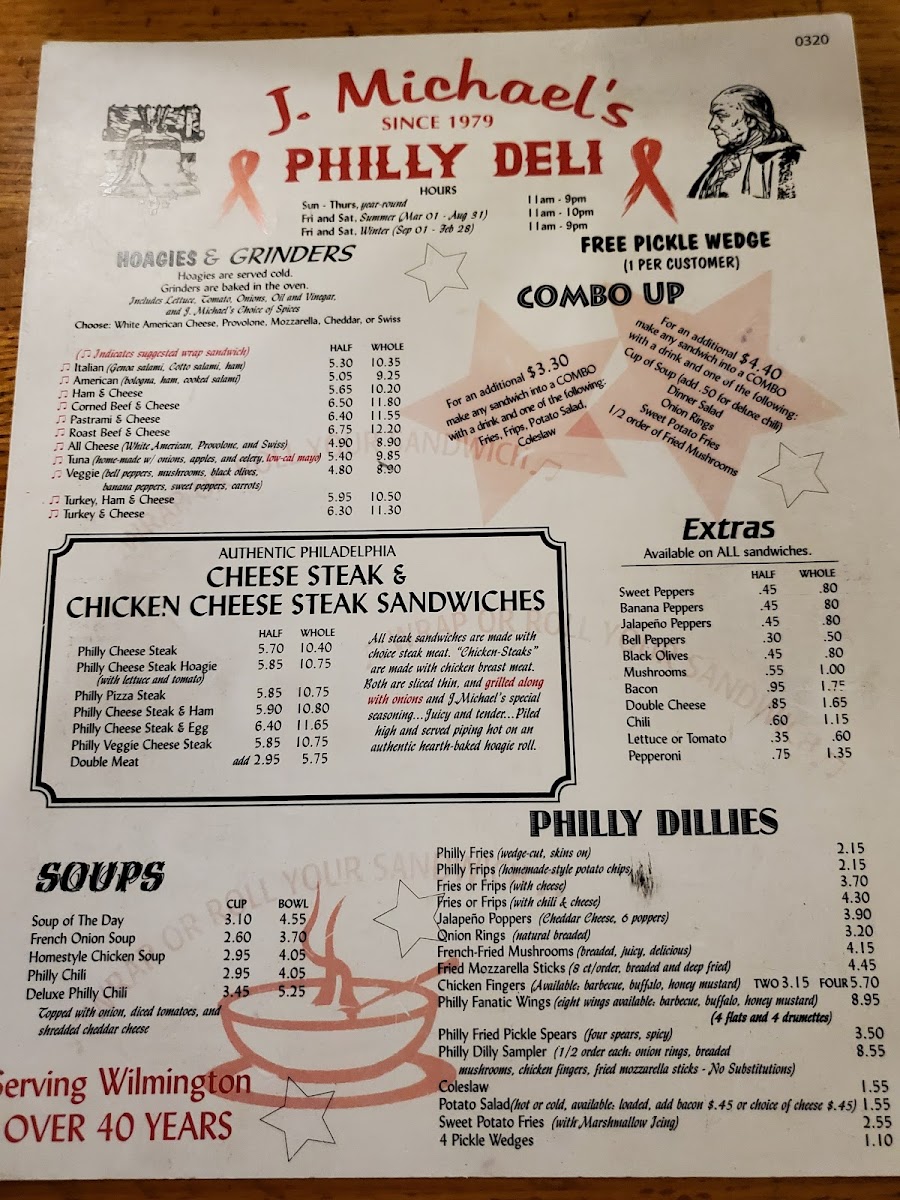 0320
J. Michael's
SINCE 1979
PHILLY DELI
HOURS
Sun - Thurs, year-round 11am - 9pm
Fri and Sat, Summer (Mar 01 - Aug 31) 11am - 10pm
Fri and Sat, Winter (Sep 01 - Feb 28) 11am - 9pm
HOAGIES & GRINDERS
Hoagies are served cold.
Grinders are baked in the oven.
Includes Lettuce, Tomato, Onions, Oil and Vinegar,
and J. Michael's Choice of Spices
Choose: White American Cheese, Provolone, Mozzarella, Cheddar, or Swiss
(♫ Indicates suggested wrap sandwich) HALF WHOLE
♫ Italian (Genoa salami, Cotto salami, ham) 5.30 10.35
♫ American (bologna, ham, cooked salami) 5.05 9.25
♫ Ham & Cheese 5.65 10.20
♫ Corned Beef & Cheese 6.50 11.80
♫ Pastrami & Cheese 6.40 11.55
♫ Roast Beef & Cheese 6.75 12.20
♫ All Cheese (White American, Provolone, and Swiss) 4.90 8.90
♫ Tuna (home-made w/ onions, apples, and celery, low-cal mayo) 5.40 9.85
♫ Veggie (bell peppers, mushrooms, black olives, 4.80 8.90
banana peppers, sweet peppers, carrots)
♫ Turkey, Ham & Cheese 5.95 10.50
♫ Turkey & Cheese 6.30 11.30
FREE PICKLE WEDGE
(1 PER CUSTOMER)
COMBO UP
For an additional $3.30
make any sandwich into a COMBO
with a drink and one of the following:
Fries, Frips, Potato Salad,
Coleslaw
For an additional $4.40
make any sandwich into a COMBO
with a drink and one of the following:
Cup of Soup (add .50 for deluxe chili)
Dinner Salad
Onion Rings
Sweet Potato Fries
1/2 order of Fried Mushrooms
AUTHENTIC PHILADELPHIA
CHEESE STEAK &
CHICKEN CHEESE STEAK SANDWICHES
HALF WHOLE
Philly Cheese Steak 5.70 10.40
Philly Cheese Steak Hoagie 5.85 10.75
(with lettuce and tomato)
Philly Pizza Steak 5.85 10.75
Philly Cheese Steak & Ham 5.90 10.80
Philly Cheese Steak & Egg 6.40 11.65
Philly Veggie Cheese Steak 5.85 10.75
Double Meat add 2.95 5.75
All steak sandwiches are made with
choice steak meat. "Chicken-Steaks"
are made with chicken breast meat.
Both are sliced thin, and grilled along
with onions and J.Michael's special
seasoning...Juicy and tender...Piled
high and served piping hot on an
authentic hearth-baked hoagie roll.
Extras
Available on ALL sandwiches.
HALF WHOLE
Sweet Peppers .45 .80
Banana Peppers .45 80
Jalapeño Peppers .45 .80
Bell Peppers .30 .50
Black Olives .45 .80
Mushrooms .55 1.00
Bacon .95 1.75
Double Cheese .85 1.65
Chili .60 1.15
Lettuce or Tomato .35 .60
Pepperoni .75 1.35
SOUPS
CUP BOWL
Soup of The Day 3.10 4.55
French Onion Soup 2.60 3.70
Homestyle Chicken Soup 2.95 4.05
Philly Chili 2.95 4.05
Deluxe Philly Chili 3.45 5.25
Topped with onion, diced tomatoes, and
shredded cheddar cheese
Serving Wilmington
OVER 40 YEARS
PHILLY DILLIES
Philly Fries (wedge-cut, skins on) 2.15
Philly Frips (homemade-style potato chips) 2.15
Fries or Frips (with cheese) 3.70
Fries or Frips (with chili & cheese) 4.30
Jalapeño Poppers (Cheddar Cheese, 6 poppers) 3.90
Onion Rings (natural breaded) 3.20
French-Fried Mushrooms (breaded, juicy, delicious) 4.15
Fried Mozzarella Sticks (8 ct/order, breaded and deep fried) 4.45
Chicken Fingers (Available: barbecue, buffalo, honey mustard) TWO 3.15 FOUR 5.70
Philly Fanatic Wings (eight wings available: barbecue, buffalo, honey mustard) 8.95
(4 flats and 4 drumettes)
Philly Fried Pickle Spears (four spears, spicy) 3.50
Philly Dilly Sampler (1/2 order each: onion rings, breaded 8.55
mushrooms, chicken fingers, fried mozzarella sticks - No Substitutions)
Coleslaw 1.55
Potato Salad(hot or cold, available: loaded, add bacon $.45 or choice of cheese $.45) 1.55
Sweet Potato Fries (with Marshmallow Icing) 2.55
4 Pickle Wedges 1.10